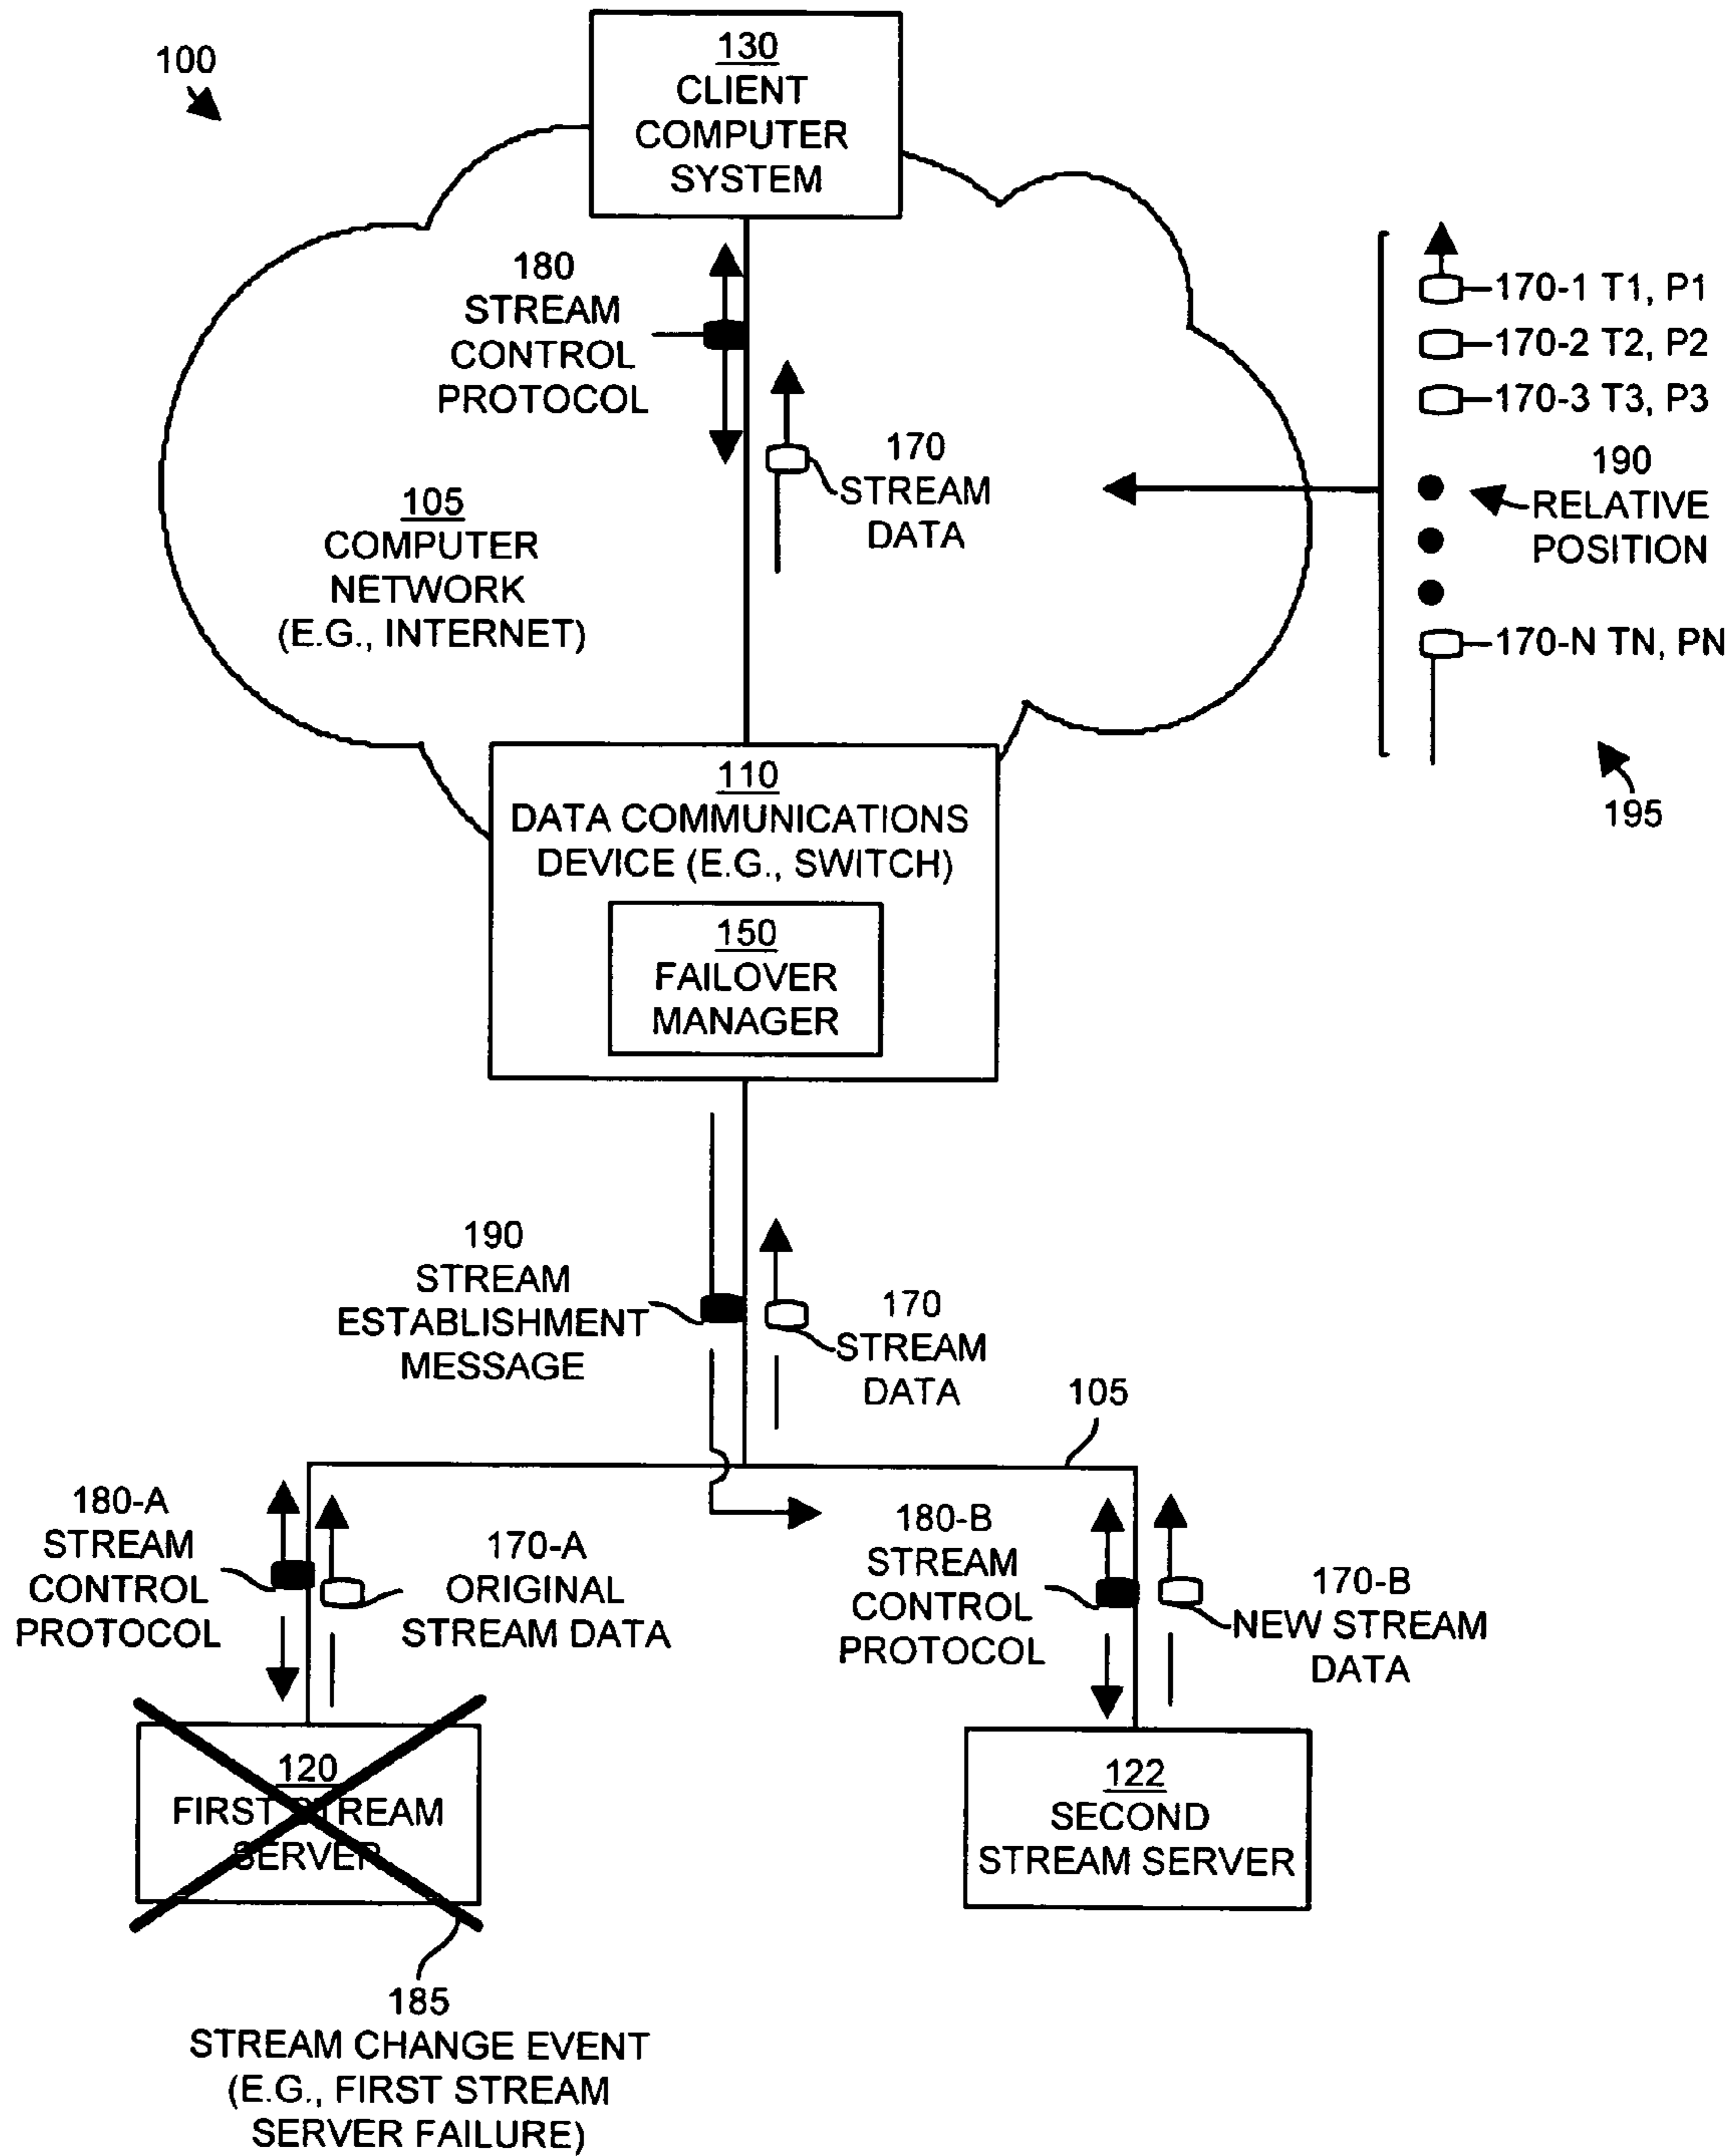 100
130
CLIENT
COMPUTER
SYSTEM
180
STREAM
CONTROL
PROTOCOL
170
STREAM
DATA
105
COMPUTER
NETWORK
(E.G., INTERNET)
170-1 T1, P1
170-2 T2, P2
170-3 T3, P3
190
RELATIVE
POSITION
170-N TN, PN
195
110
DATA COMMUNICATIONS
DEVICE (E.G., SWITCH)
150
FAILOVER
MANAGER
190
STREAM
ESTABLISHMENT
MESSAGE
170
STREAM
DATA
105
180-A
STREAM
CONTROL
PROTOCOL
170-A
ORIGINAL
STREAM DATA
180-B
STREAM
CONTROL
PROTOCOL
170-B
NEW STREAM
DATA
120
FIRST STREAM
SERVER
122
SECOND
STREAM SERVER
185
STREAM CHANGE EVENT
(E.G., FIRST STREAM
SERVER FAILURE)